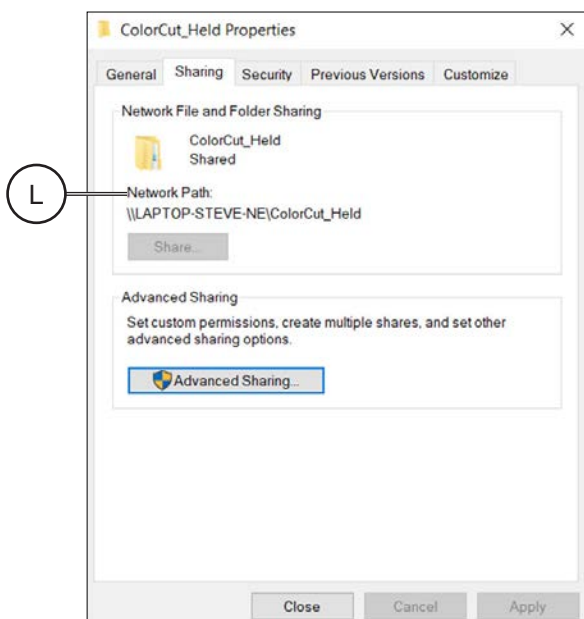 ColorCut_Held Properties
General Sharing Security Previous Versions Customize
Network File and Folder Sharing
ColorCut_Held
Shared
L
Network Path:
\\LAPTOP-STEVE-NE\ColorCut_Held
Share...
Advanced Sharing
Set custom permissions, create multiple shares, and set other
advanced sharing options.
Advanced Sharing...
Close Cancel Apply